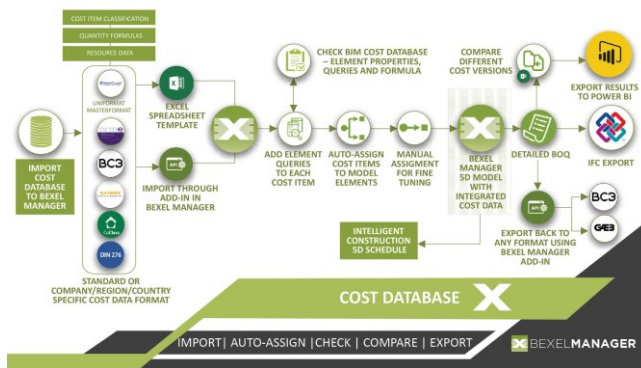 COST ITEM CLASSIFICATION
QUANTITY FORMULAS
RESOURCE DATA
IMPORT
COST
DATABASE
TO BEXEL
MANAGER
UNIFORMAT
MASTERFORMAT
BC3
CoClass
DIN 276
STANDARD OR
COMPANY/REGION/COUNTRY
SPECIFIC COST DATA FORMAT
EXCEL
SPREADSHEET
TEMPLATE
API
IMPORT THROUGH
ADD-IN IN
BEXEL MANAGER
CHECK BIM COST DATABASE
– ELEMENT PROPERTIES,
QUERIES AND FORMULA
ADD ELEMENT
QUERIES TO EACH
COST ITEM
AUTO-ASSIGN
COST ITEMS
TO MODEL
ELEMENTS
MANUAL
ASSIGMENT
FOR FINE
TUNING
BEXEL
MANAGER
5D MODEL
WITH
INTEGRATED
COST DATA
INTELLIGENT
CONSTRUCTION
5D SCHEDULE
COMPARE
DIFFERENT
COST VERSIONS
EXPORT RESULTS
TO POWER BI
DETAILED BOQ
IFC EXPORT
API
EXPORT BACK TO
ANY FORMAT USING
BEXEL MANAGER
ADD-IN
BC3
GAEB
COST DATABASE X
IMPORT| AUTO-ASSIGN |CHECK | COMPARE | EXPORT
BEXELMANAGER